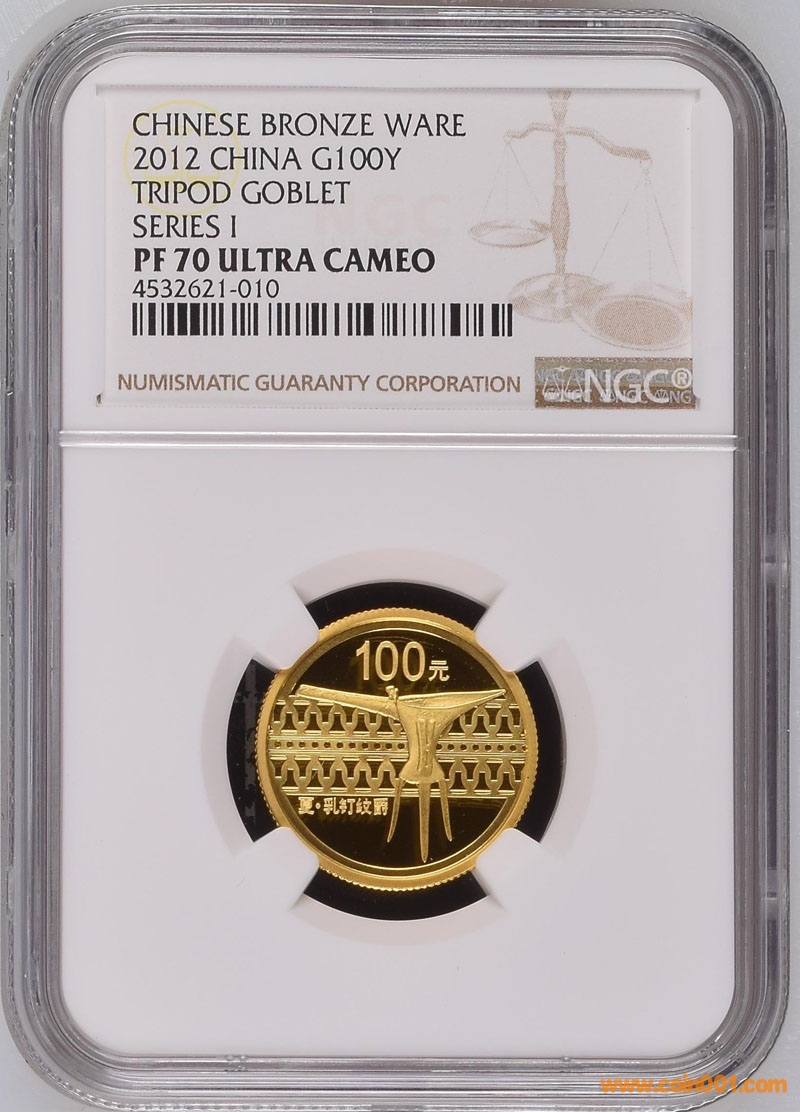 CHINESE BRONZE WARE
2012 CHINA G100Y
TRIPOD GOBLET
SERIES I
PF 70 ULTRA CAMEO
4532621-010
NUMISMATIC GUARANTY CORPORATION
NGC®
NGC
100元
夏·乳钉纹爵
www.coin001.com